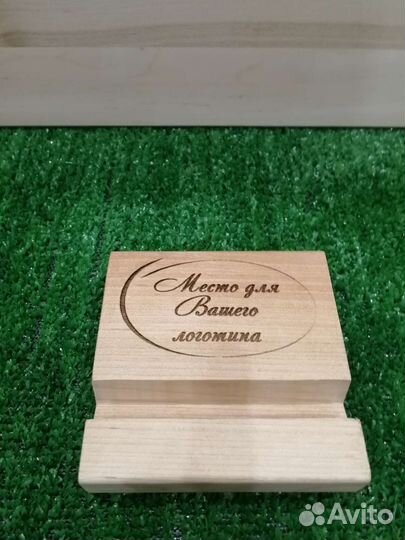 Место для
Вашего
логотипа
Avito